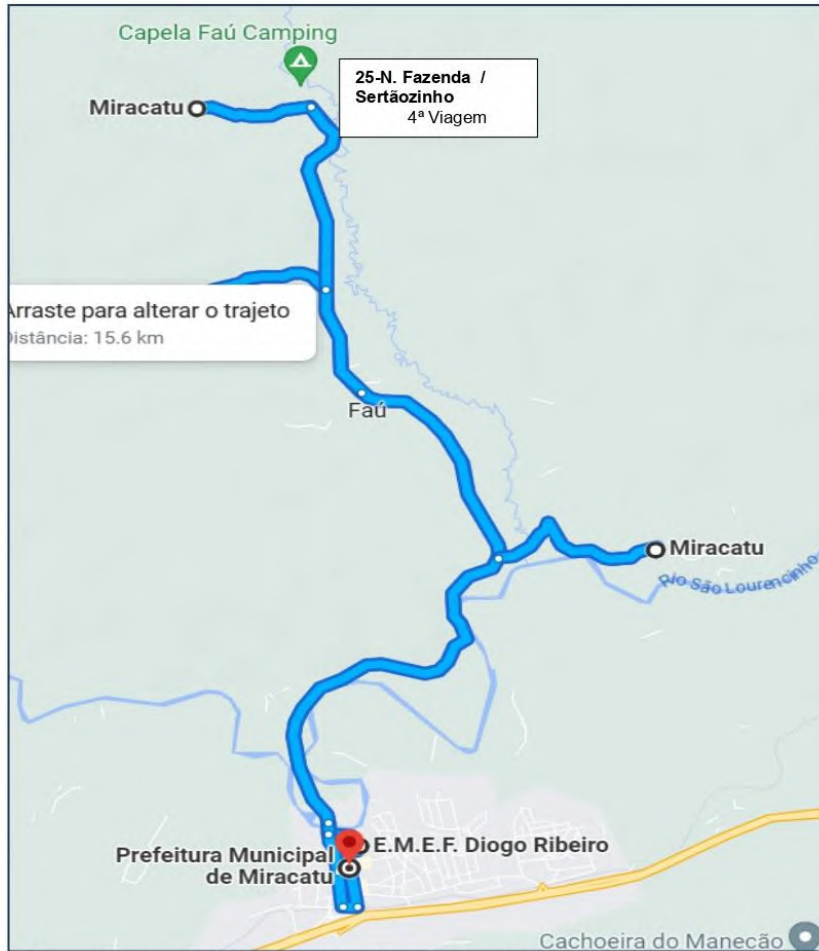 Capela Faú Camping
25-N. Fazenda /
Sertãozinho
4ª Viagem
Miracatu
Arraste para alterar o trajeto
Distância: 15.6 km
Faú
Miracatu
Rio São Lourencinho
E.M.E.F. Diogo Ribeiro
Prefeitura Municipal
de Miracatu
Cachoeira do Manecão